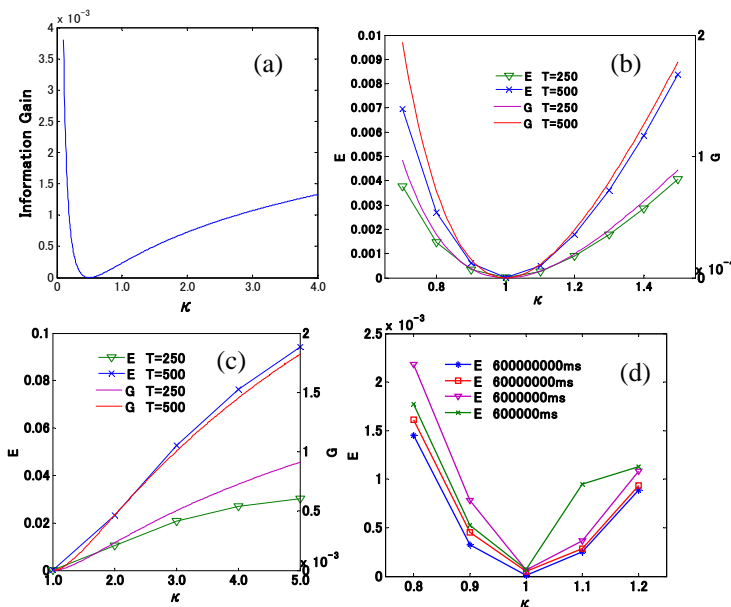 x 10⁻³
4
3.5
3
2.5
2
1.5
1
0.5
0
0 1.0 2.0 3.0 4.0
Information Gain
κ
(a)
0.01
0.009
0.008
0.007
0.006
0.005
0.004
0.003
0.002
0.001
0
0.8 1 1.2 1.4
2
1
0
x 10⁻⁴
E
G
κ
(b)
E T=250
E T=500
G T=250
G T=500
0.1
0.08
0.06
0.04
0.02
0
1.0 2.0 3.0 4.0 5.0
2
1.5
1
0.5
0
x 10⁻³
E
G
κ
(c)
E T=250
E T=500
G T=250
G T=500
x 10⁻³
2.5
2
1.5
1
0.5
0
0.8 0.9 1.0 1.1 1.2
E
κ
(d)
E 600000000ms
E 60000000ms
E 6000000ms
E 600000ms